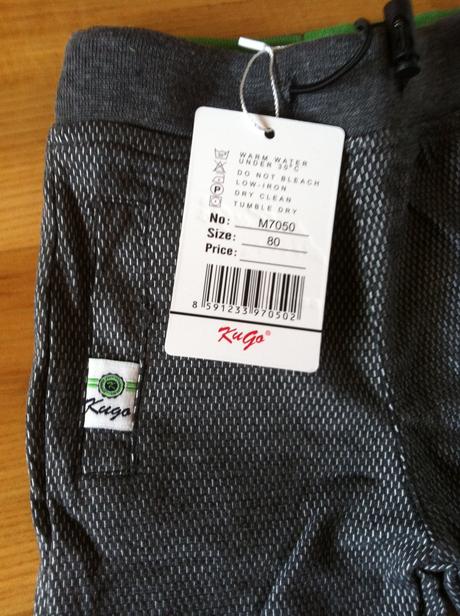 WARM WATER
UNDER 30°C
DO NOT BLEACH
LOW-IRON
DRY CLEAN
TUMBLE DRY
P
No: M7050
Size: 80
Price:
8 591233 970502
KuGo®
Kugo